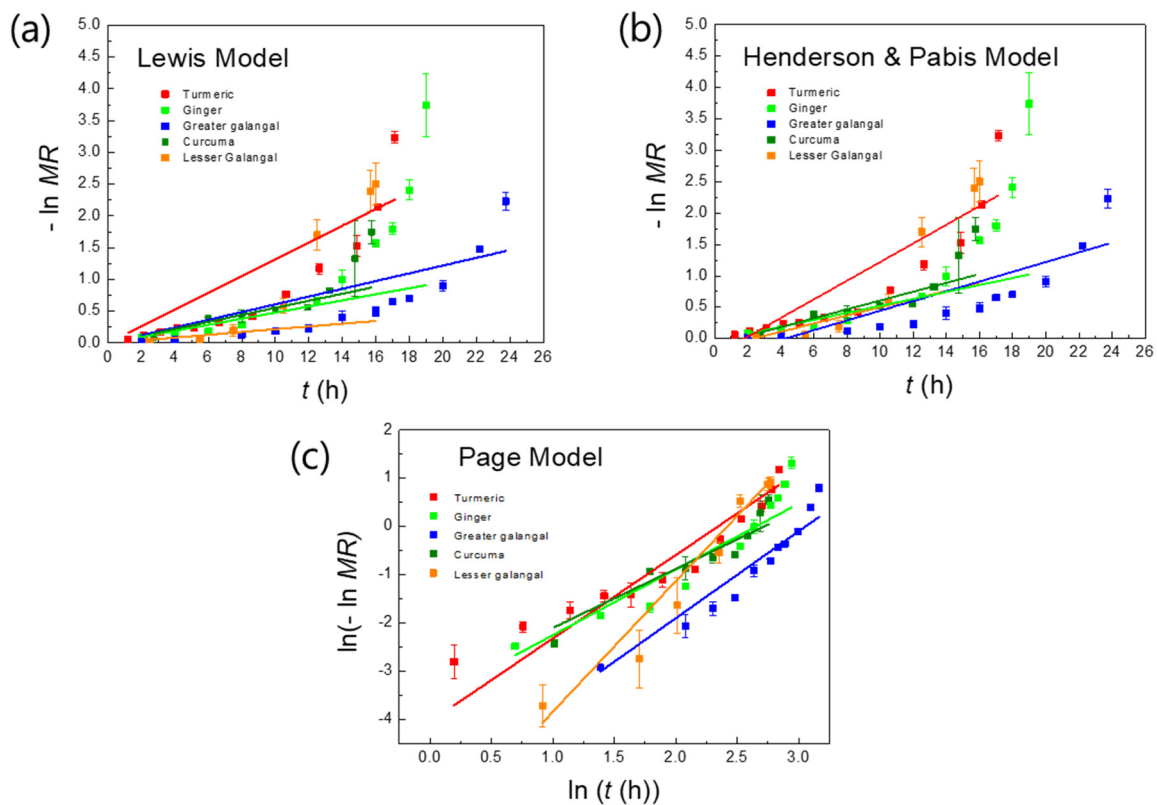 (a)
Lewis Model
Turmeric
Ginger
Greater galangal
Curcuma
Lesser Galangal
- ln MR
5.0
4.5
4.0
3.5
3.0
2.5
2.0
1.5
1.0
0.5
0.0
0 2 4 6 8 10 12 14 16 18 20 22 24 26
t (h)
(b)
Henderson & Pabis Model
Turmeric
Ginger
Greater galangal
Curcuma
Lesser Galangal
- ln MR
5.0
4.5
4.0
3.5
3.0
2.5
2.0
1.5
1.0
0.5
0.0
0 2 4 6 8 10 12 14 16 18 20 22 24 26
t (h)
(c)
Page Model
Turmeric
Ginger
Greater galangal
Curcuma
Lesser galangal
ln(- ln MR)
2
1
0
-1
-2
-3
-4
0.0 0.5 1.0 1.5 2.0 2.5 3.0
ln (t (h))